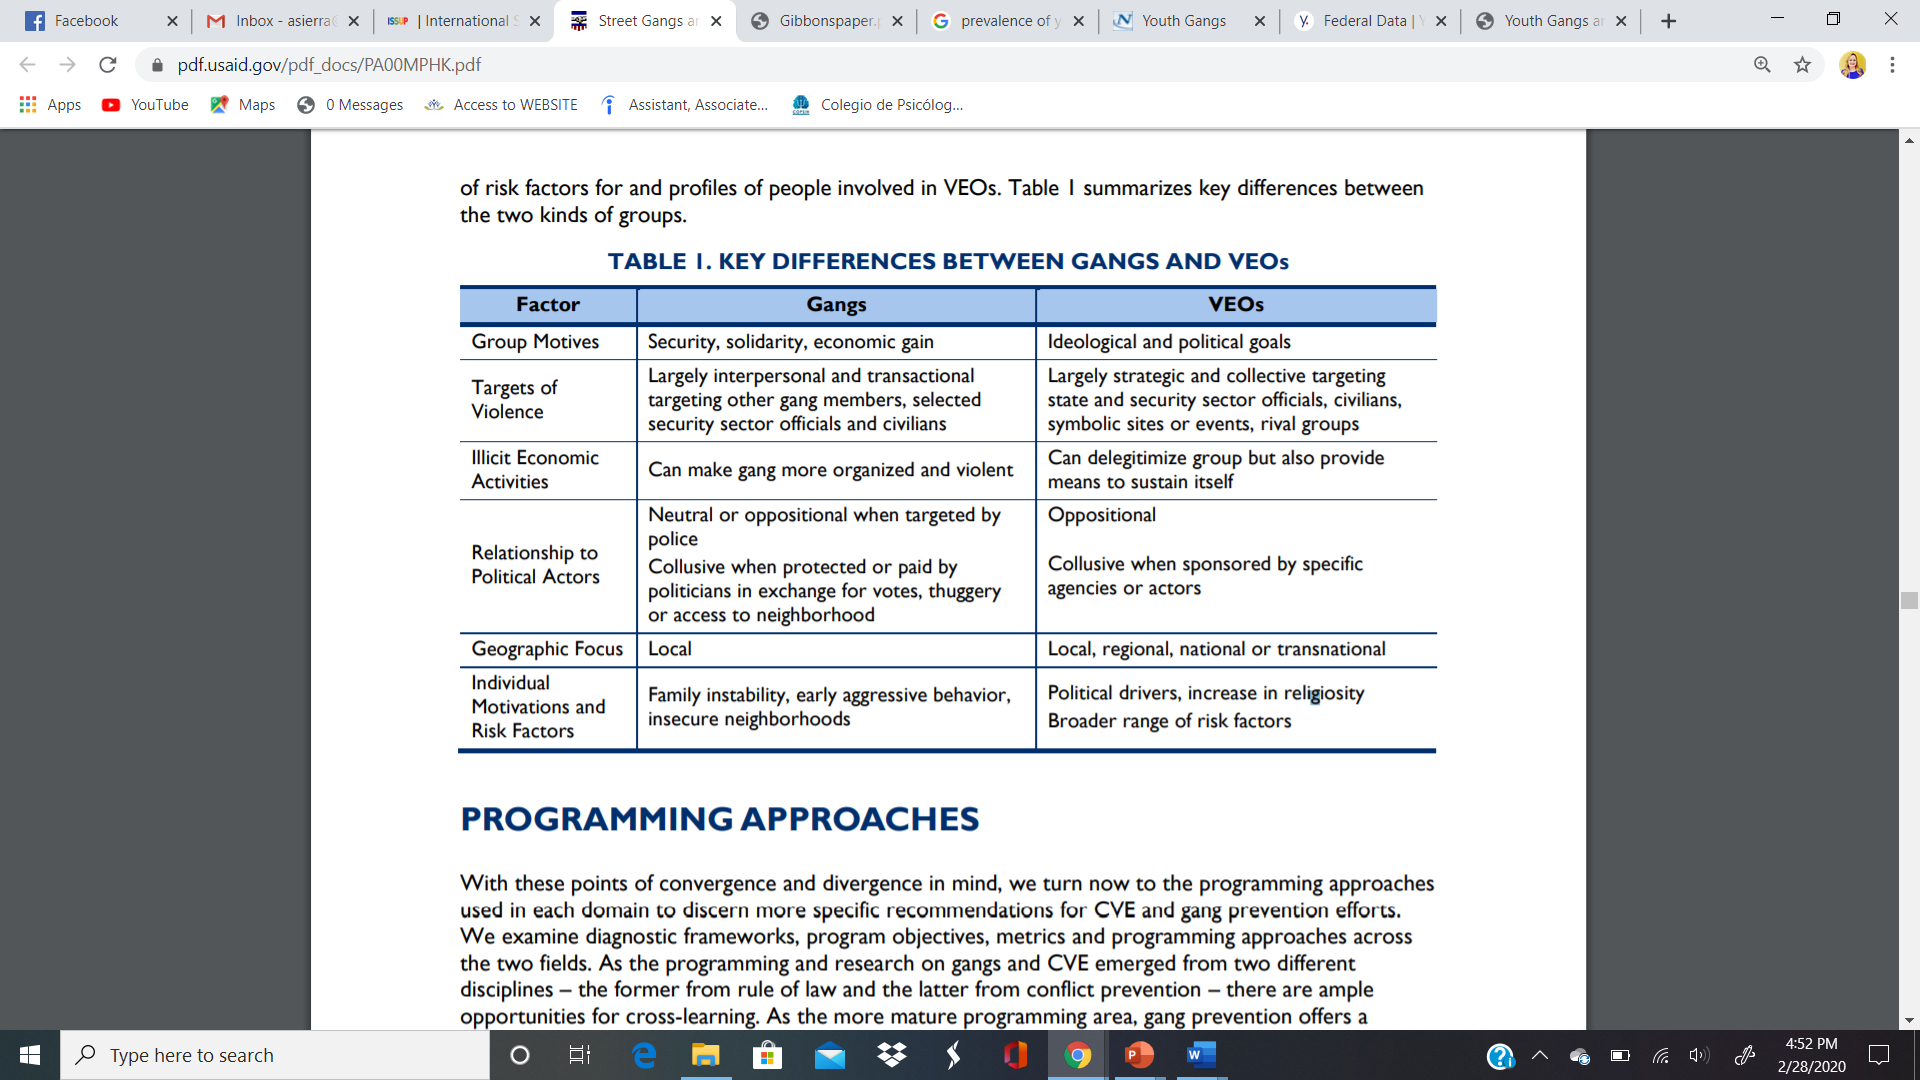 Facebook
Inbox - asierra
ISSUP | International S
Street Gangs ar
Gibbonspaper.p
prevalence of y
Youth Gangs
Federal Data | Y
Youth Gangs ar
pdf.usaid.gov/pdf_docs/PA00MPHK.pdf
Apps
YouTube
Maps
0 Messages
Access to WEBSITE
Assistant, Associate...
Colegio de Psicólog...
of risk factors for and profiles of people involved in VEOs. Table 1 summarizes key differences between
the two kinds of groups.
TABLE 1. KEY DIFFERENCES BETWEEN GANGS AND VEOs
Factor Gangs VEOs
Group Motives
Security, solidarity, economic gain
Ideological and political goals
Targets of
Violence
Largely interpersonal and transactional
targeting other gang members, selected
security sector officials and civilians
Largely strategic and collective targeting
state and security sector officials, civilians,
symbolic sites or events, rival groups
Illicit Economic
Activities
Can make gang more organized and violent
Can delegitimize group but also provide
means to sustain itself
Relationship to
Political Actors
Neutral or oppositional when targeted by
police
Collusive when protected or paid by
politicians in exchange for votes, thuggery
or access to neighborhood
Oppositional
Collusive when sponsored by specific
agencies or actors
Geographic Focus
Local
Local, regional, national or transnational
Individual
Motivations and
Risk Factors
Family instability, early aggressive behavior,
insecure neighborhoods
Political drivers, increase in religiosity
Broader range of risk factors
PROGRAMMING APPROACHES
With these points of convergence and divergence in mind, we turn now to the programming approaches
used in each domain to discern more specific recommendations for CVE and gang prevention efforts.
We examine diagnostic frameworks, program objectives, metrics and programming approaches across
the two fields. As the programming and research on gangs and CVE emerged from two different
disciplines – the former from rule of law and the latter from conflict prevention – there are ample
opportunities for cross-learning. As the more mature programming area, gang prevention offers a
Type here to search
4:52 PM
2/28/2020